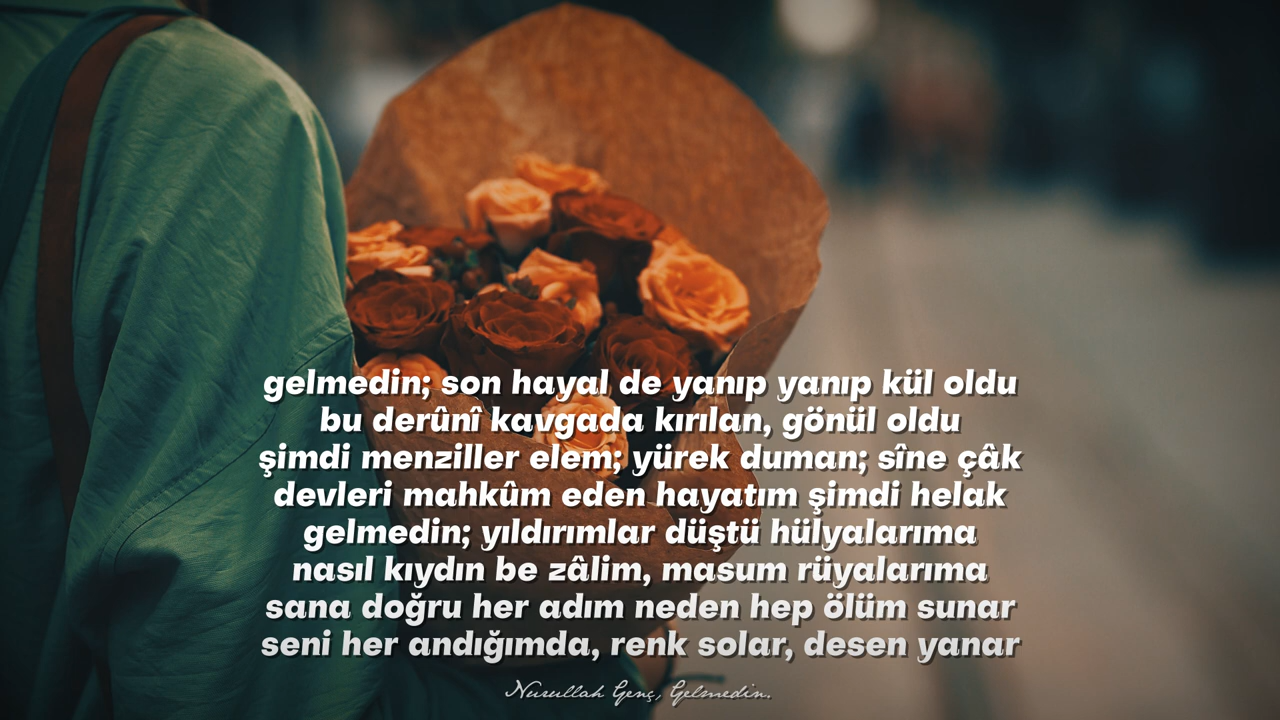 gelmedin; son hayal de yanıp yanıp kül oldu
bu derûnî kavgada kırılan, gönül oldu
şimdi menziller elem; yürek duman; sîne çâk
devleri mahkûm eden hayatım şimdi helak
gelmedin; yıldırımlar düştü hülyalarıma
nasıl kıydın be zâlim, masum rüyalarıma
sana doğru her adım neden hep ölüm sunar
seni her andığımda, renk solar, desen yanar
Nurullah Genç, Gelmedin.